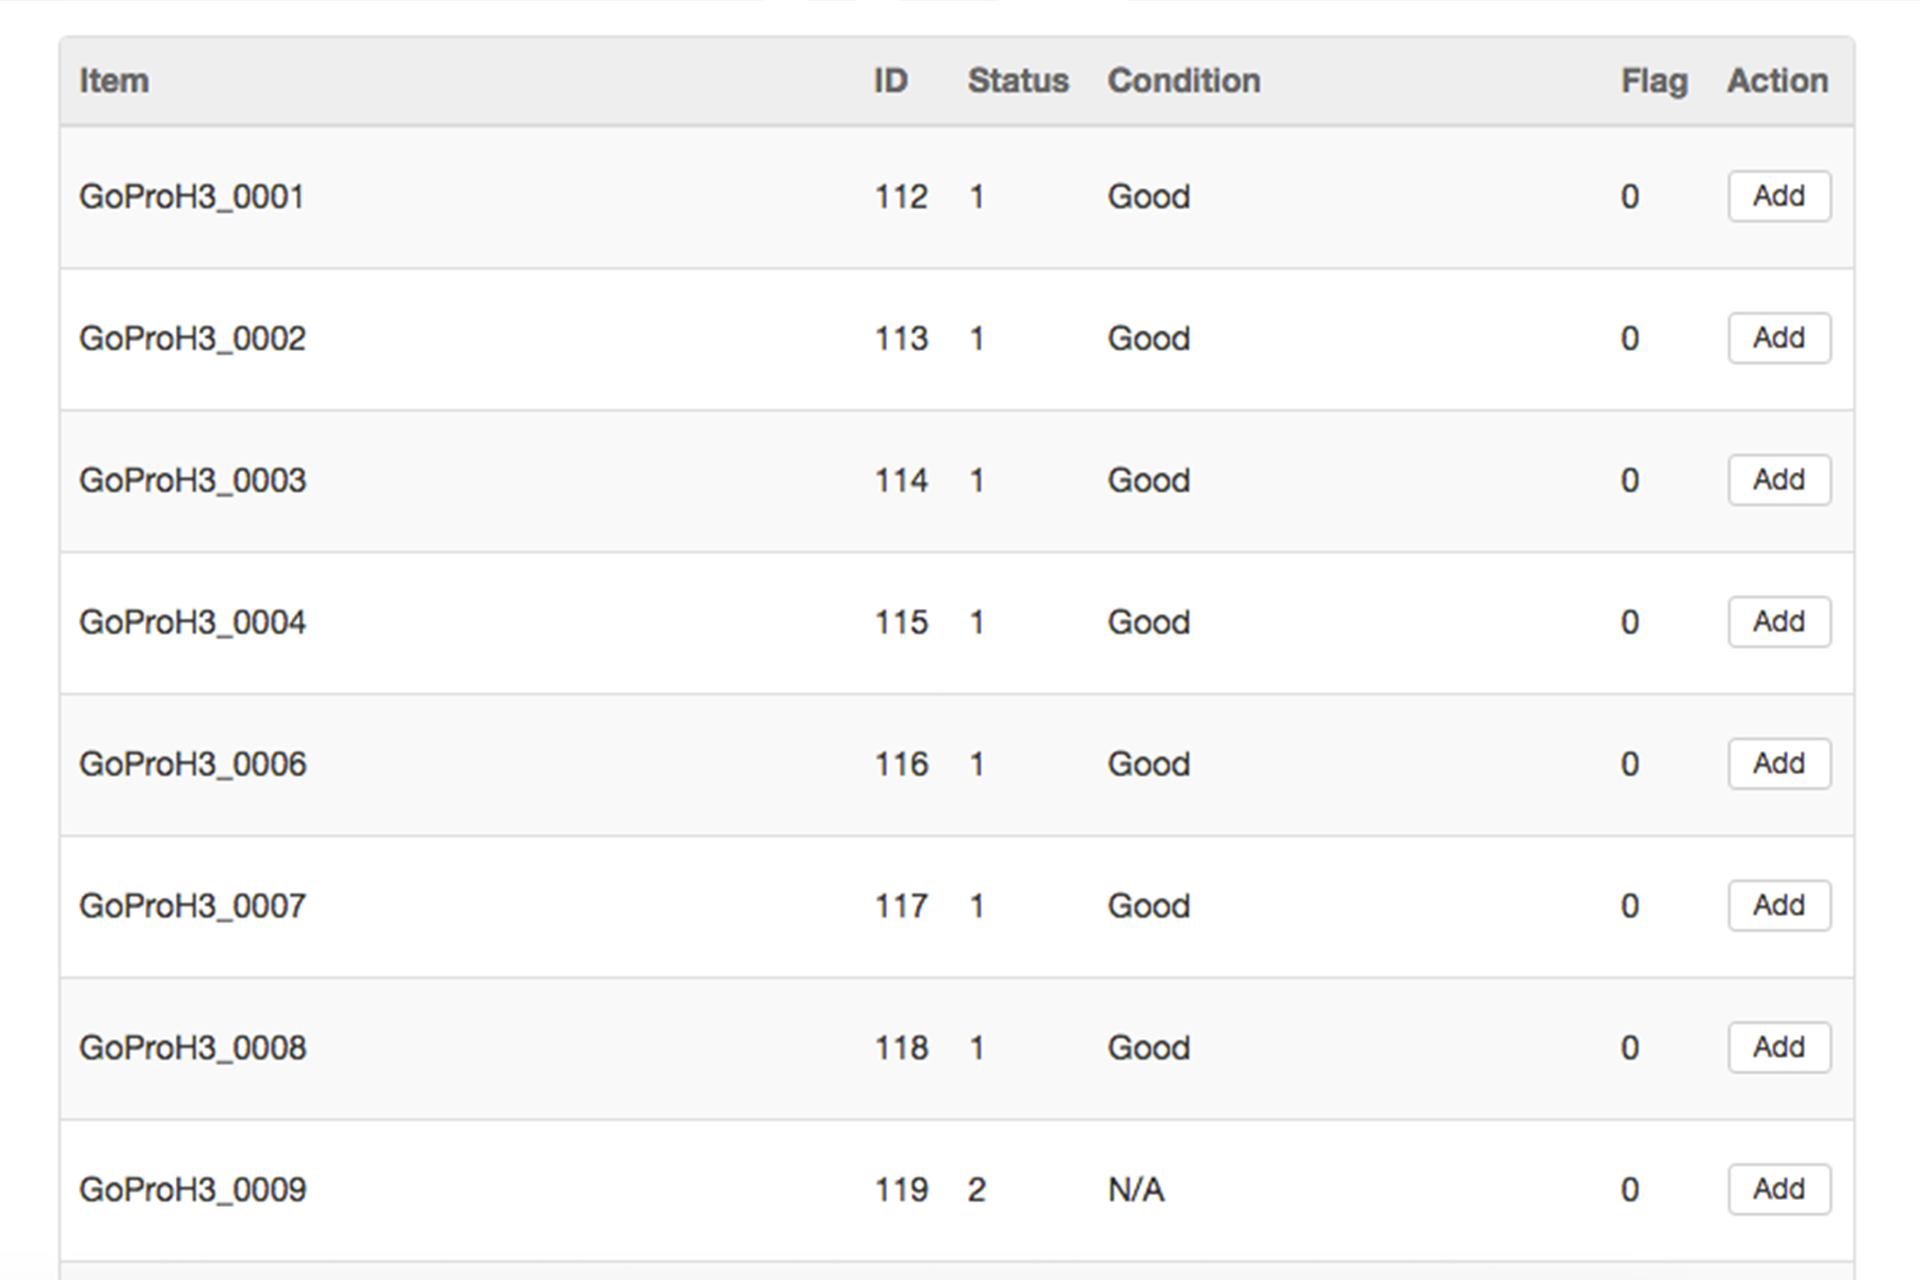 Item ID Status Condition Flag Action
GoProH3_0001 112 1 Good 0 Add
GoProH3_0002 113 1 Good 0 Add
GoProH3_0003 114 1 Good 0 Add
GoProH3_0004 115 1 Good 0 Add
GoProH3_0006 116 1 Good 0 Add
GoProH3_0007 117 1 Good 0 Add
GoProH3_0008 118 1 Good 0 Add
GoProH3_0009 119 2 N/A 0 Add